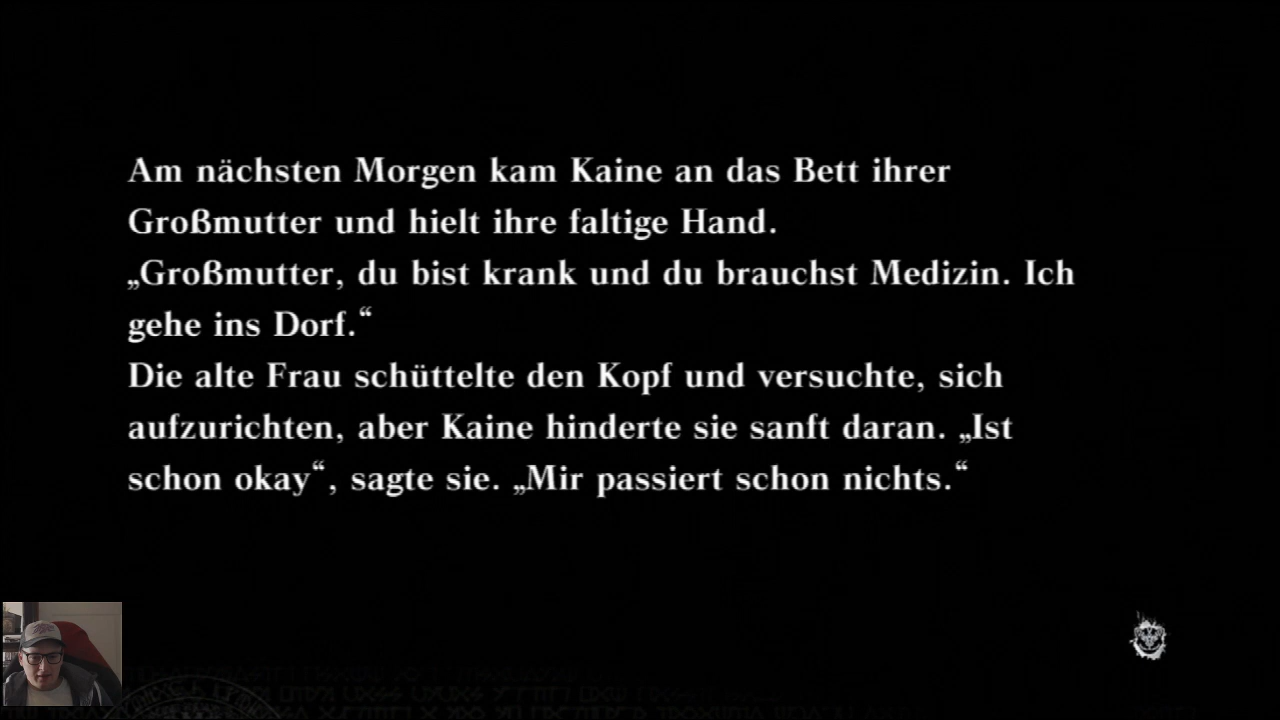 Am nächsten Morgen kam Kaine an das Bett ihrer
Großmutter und hielt ihre faltige Hand.
„Großmutter, du bist krank und du brauchst Medizin. Ich
gehe ins Dorf.“
Die alte Frau schüttelte den Kopf und versuchte, sich
aufzurichten, aber Kaine hinderte sie sanft daran. „Ist
schon okay“, sagte sie. „Mir passiert schon nichts.“